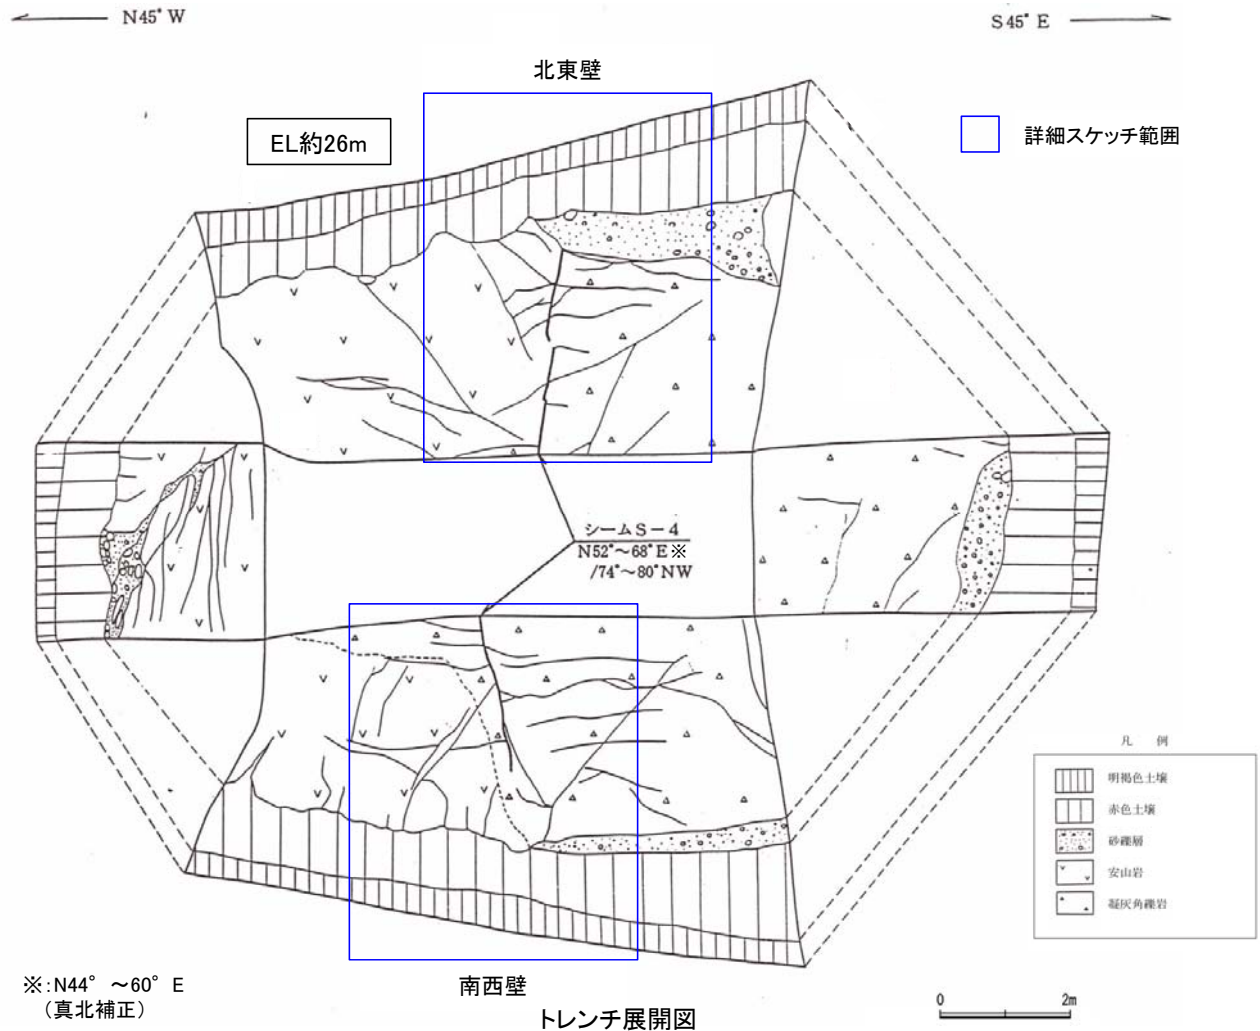 N45°W
S45°E
北東壁
EL約26m
詳細スケッチ範囲
シームS-4
N52°～68°E※
/74°～80°NW
凡 例
明褐色土壌
赤色土壌
砂礫層
安山岩
凝灰角礫岩
※:N44° ～60° E
(真北補正)
南西壁
トレンチ展開図
0 2m